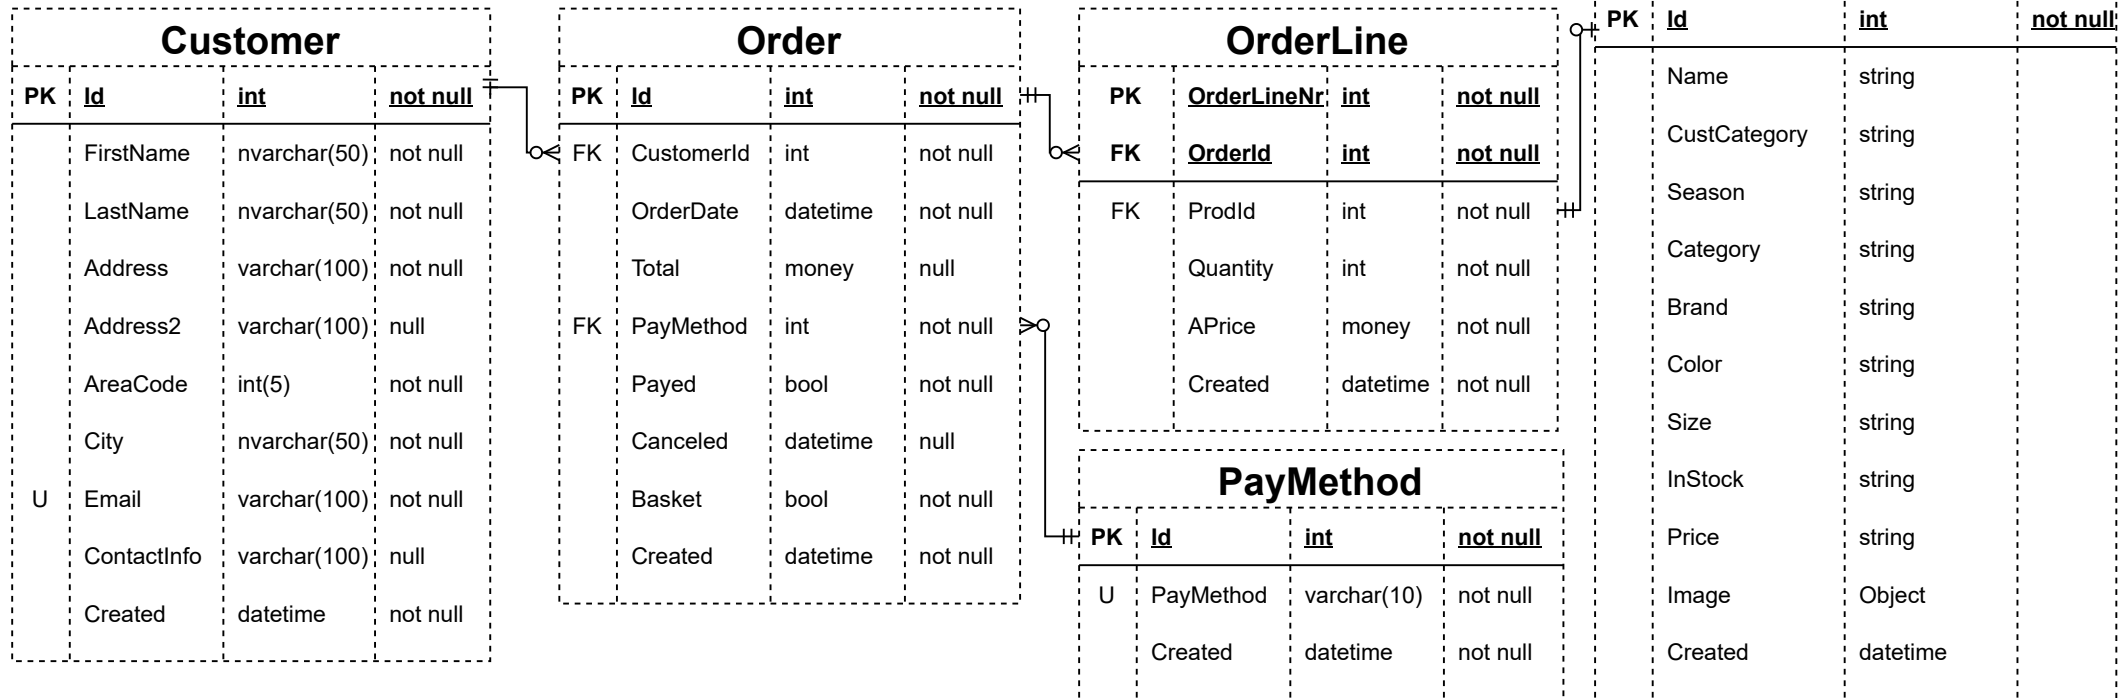 Customer
PK Id int not null
FirstName nvarchar(50) not null
LastName nvarchar(50) not null
Address varchar(100) not null
Address2 varchar(100) null
AreaCode int(5) not null
City nvarchar(50) not null
U Email varchar(100) not null
ContactInfo varchar(100) null
Created datetime not null
Order
PK Id int not null
FK CustomerId int not null
OrderDate datetime not null
Total money null
FK PayMethod int not null
Payed bool not null
Canceled datetime null
Basket bool not null
Created datetime not null
OrderLine
PK OrderLineNr int not null
FK OrderId int not null
FK ProdId int not null
Quantity int not null
APrice money not null
Created datetime not null
PayMethod
PK Id int not null
U PayMethod varchar(10) not null
Created datetime not null
PK Id int not null
Name string
CustCategory string
Season string
Category string
Brand string
Color string
Size string
InStock string
Price string
Image Object
Created datetime